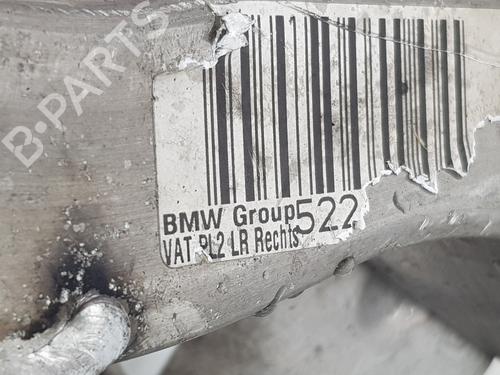 B-PARTS
BMW Group 522
VAT PL2 LR Rechts